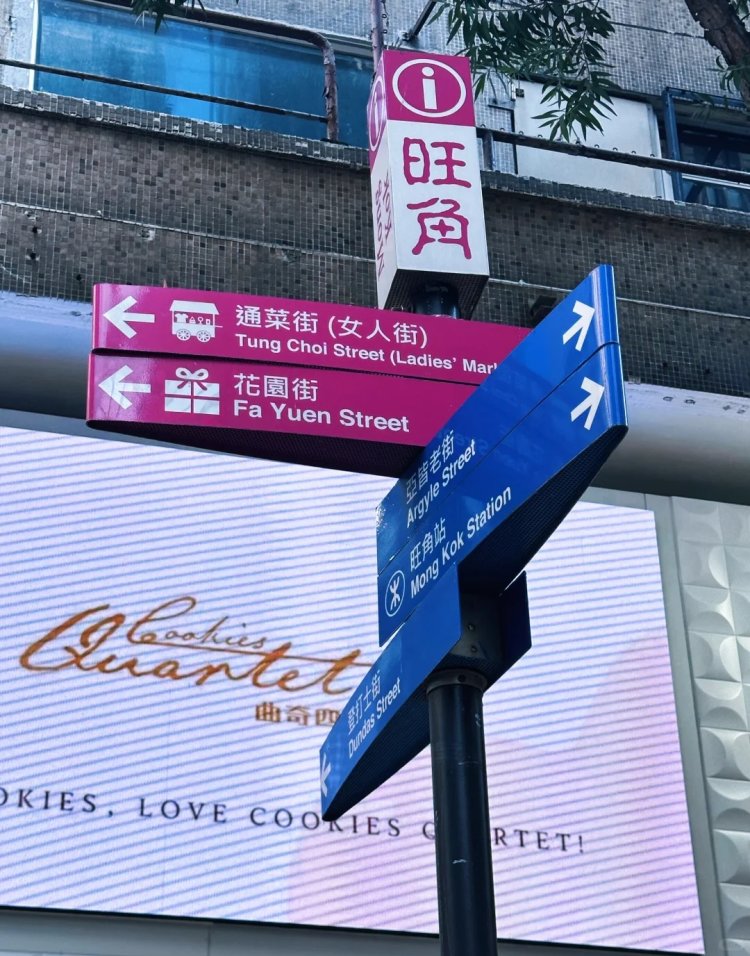 i
旺
角
通菜街 (女人街)
Tung Choi Street (Ladies' Mar
花園街
Fa Yuen Street
亞皆老街
Argyle Street
旺角站
Mong Kok Station
登打士街
Dundas Street
Cookies
Quartet
曲奇四
OKIES, LOVE COOKIES Q RTET!